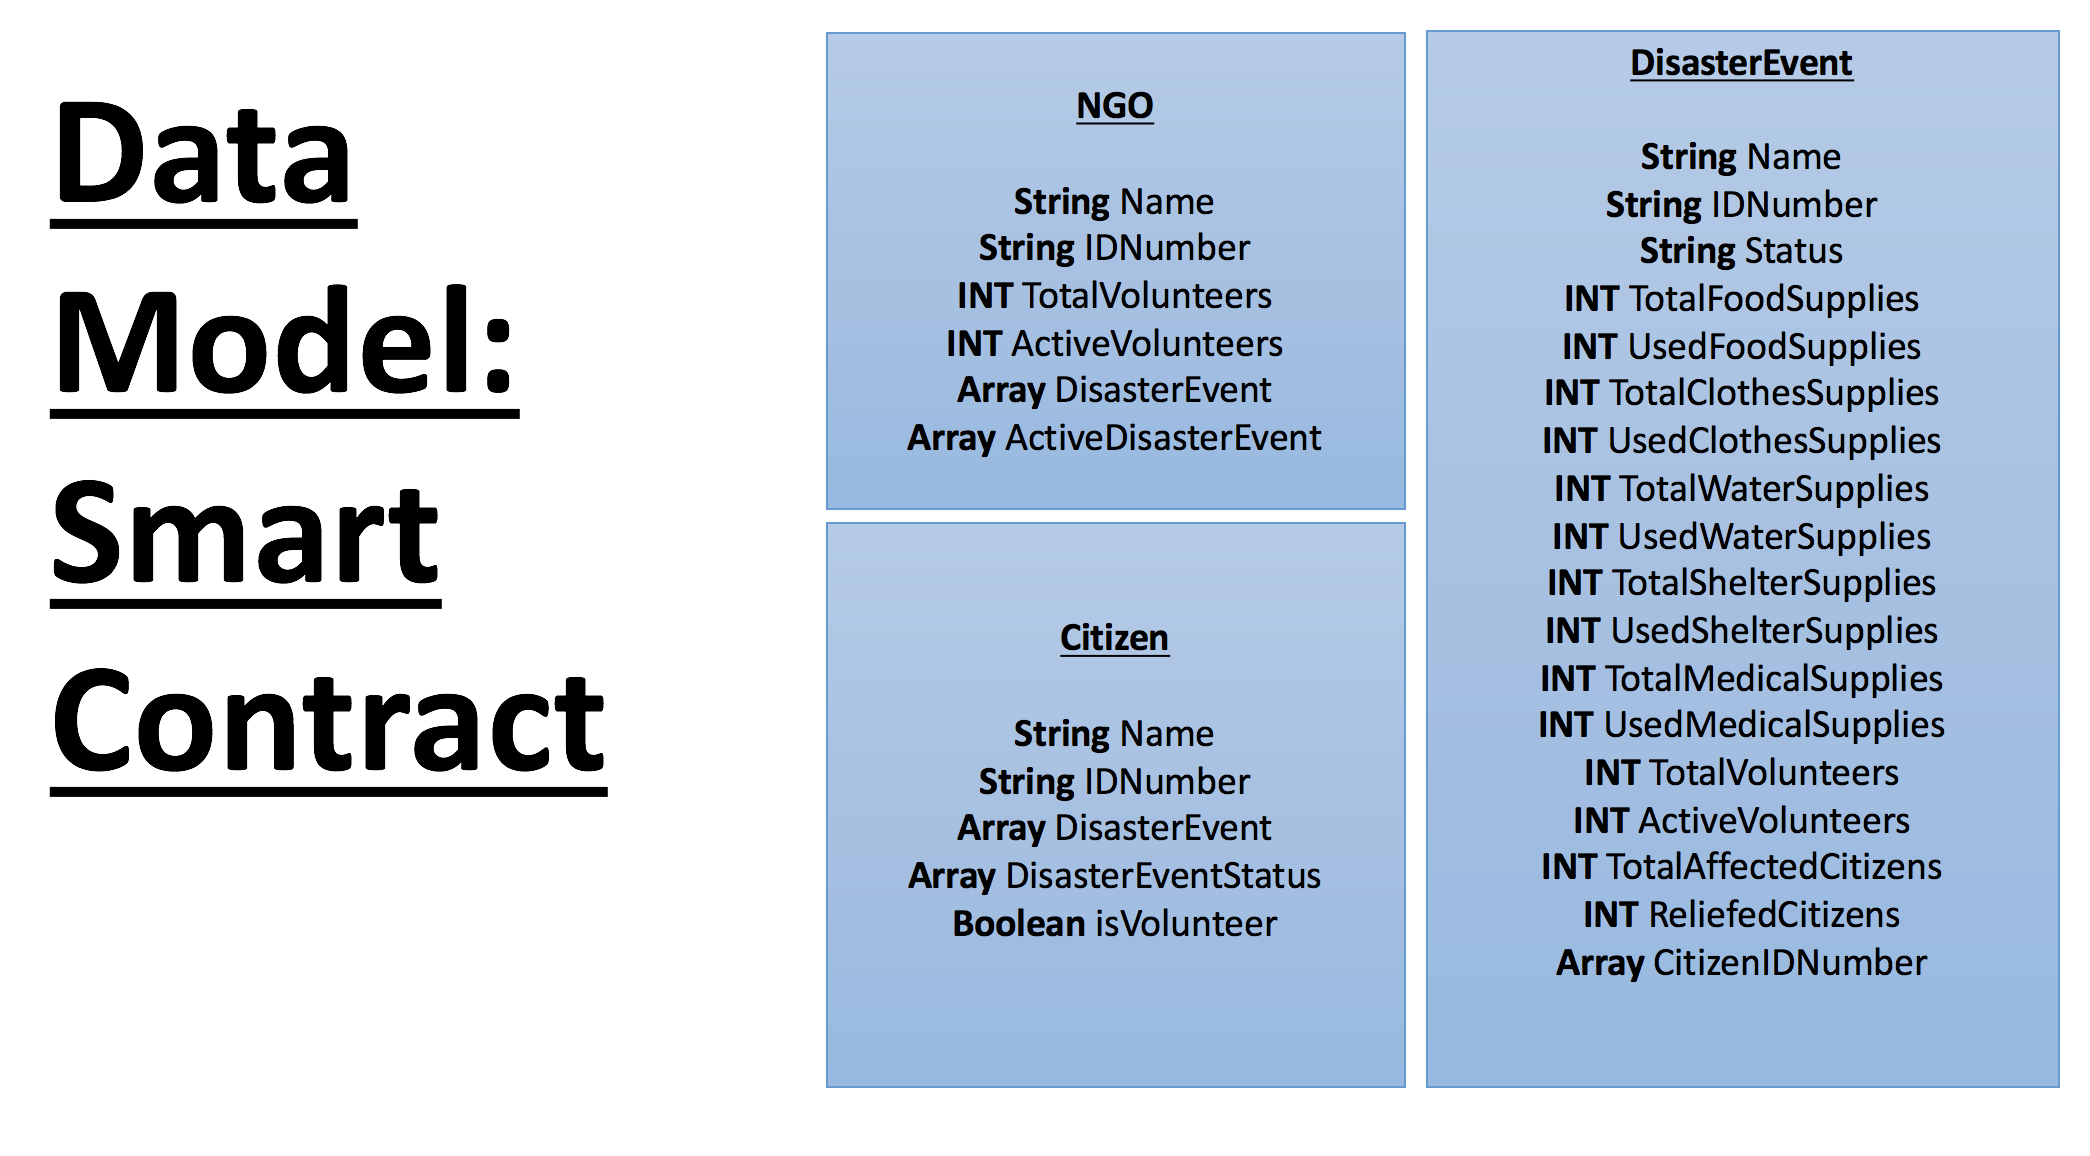 Data
Model:
Smart
Contract
NGO
String Name
String IDNumber
INT TotalVolunteers
INT ActiveVolunteers
Array DisasterEvent
Array ActiveDisasterEvent
Citizen
String Name
String IDNumber
Array DisasterEvent
Array DisasterEventStatus
Boolean isVolunteer
DisasterEvent
String Name
String IDNumber
String Status
INT TotalFoodSupplies
INT UsedFoodSupplies
INT TotalClothesSupplies
INT UsedClothesSupplies
INT TotalWaterSupplies
INT UsedWaterSupplies
INT TotalShelterSupplies
INT UsedShelterSupplies
INT TotalMedicalSupplies
INT UsedMedicalSupplies
INT TotalVolunteers
INT ActiveVolunteers
INT TotalAffectedCitizens
INT ReliefedCitizens
Array CitizenIDNumber